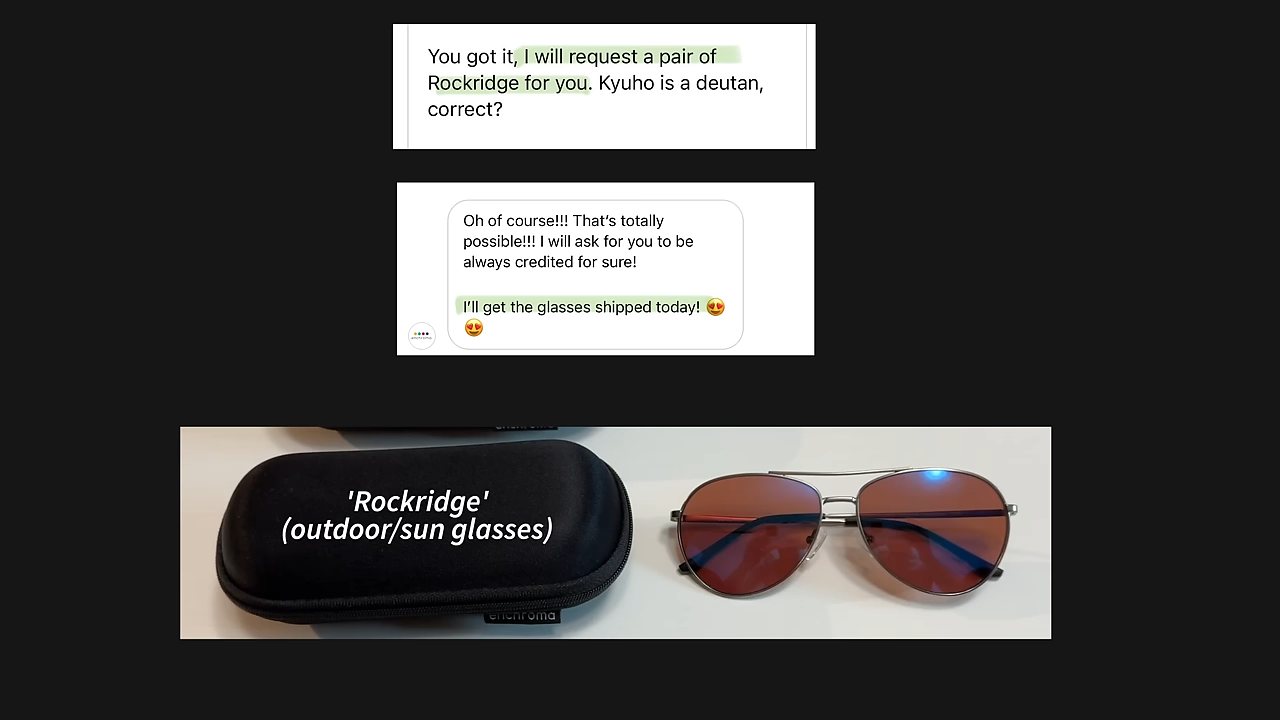 You got it, I will request a pair of
Rockridge for you. Kyuho is a deutan,
correct?
Oh of course!!! That's totally
possible!!! I will ask for you to be
always credited for sure!
I'll get the glasses shipped today! 😍
😍
enchroma
enchroma
'Rockridge'
(outdoor/sun glasses)
enchroma